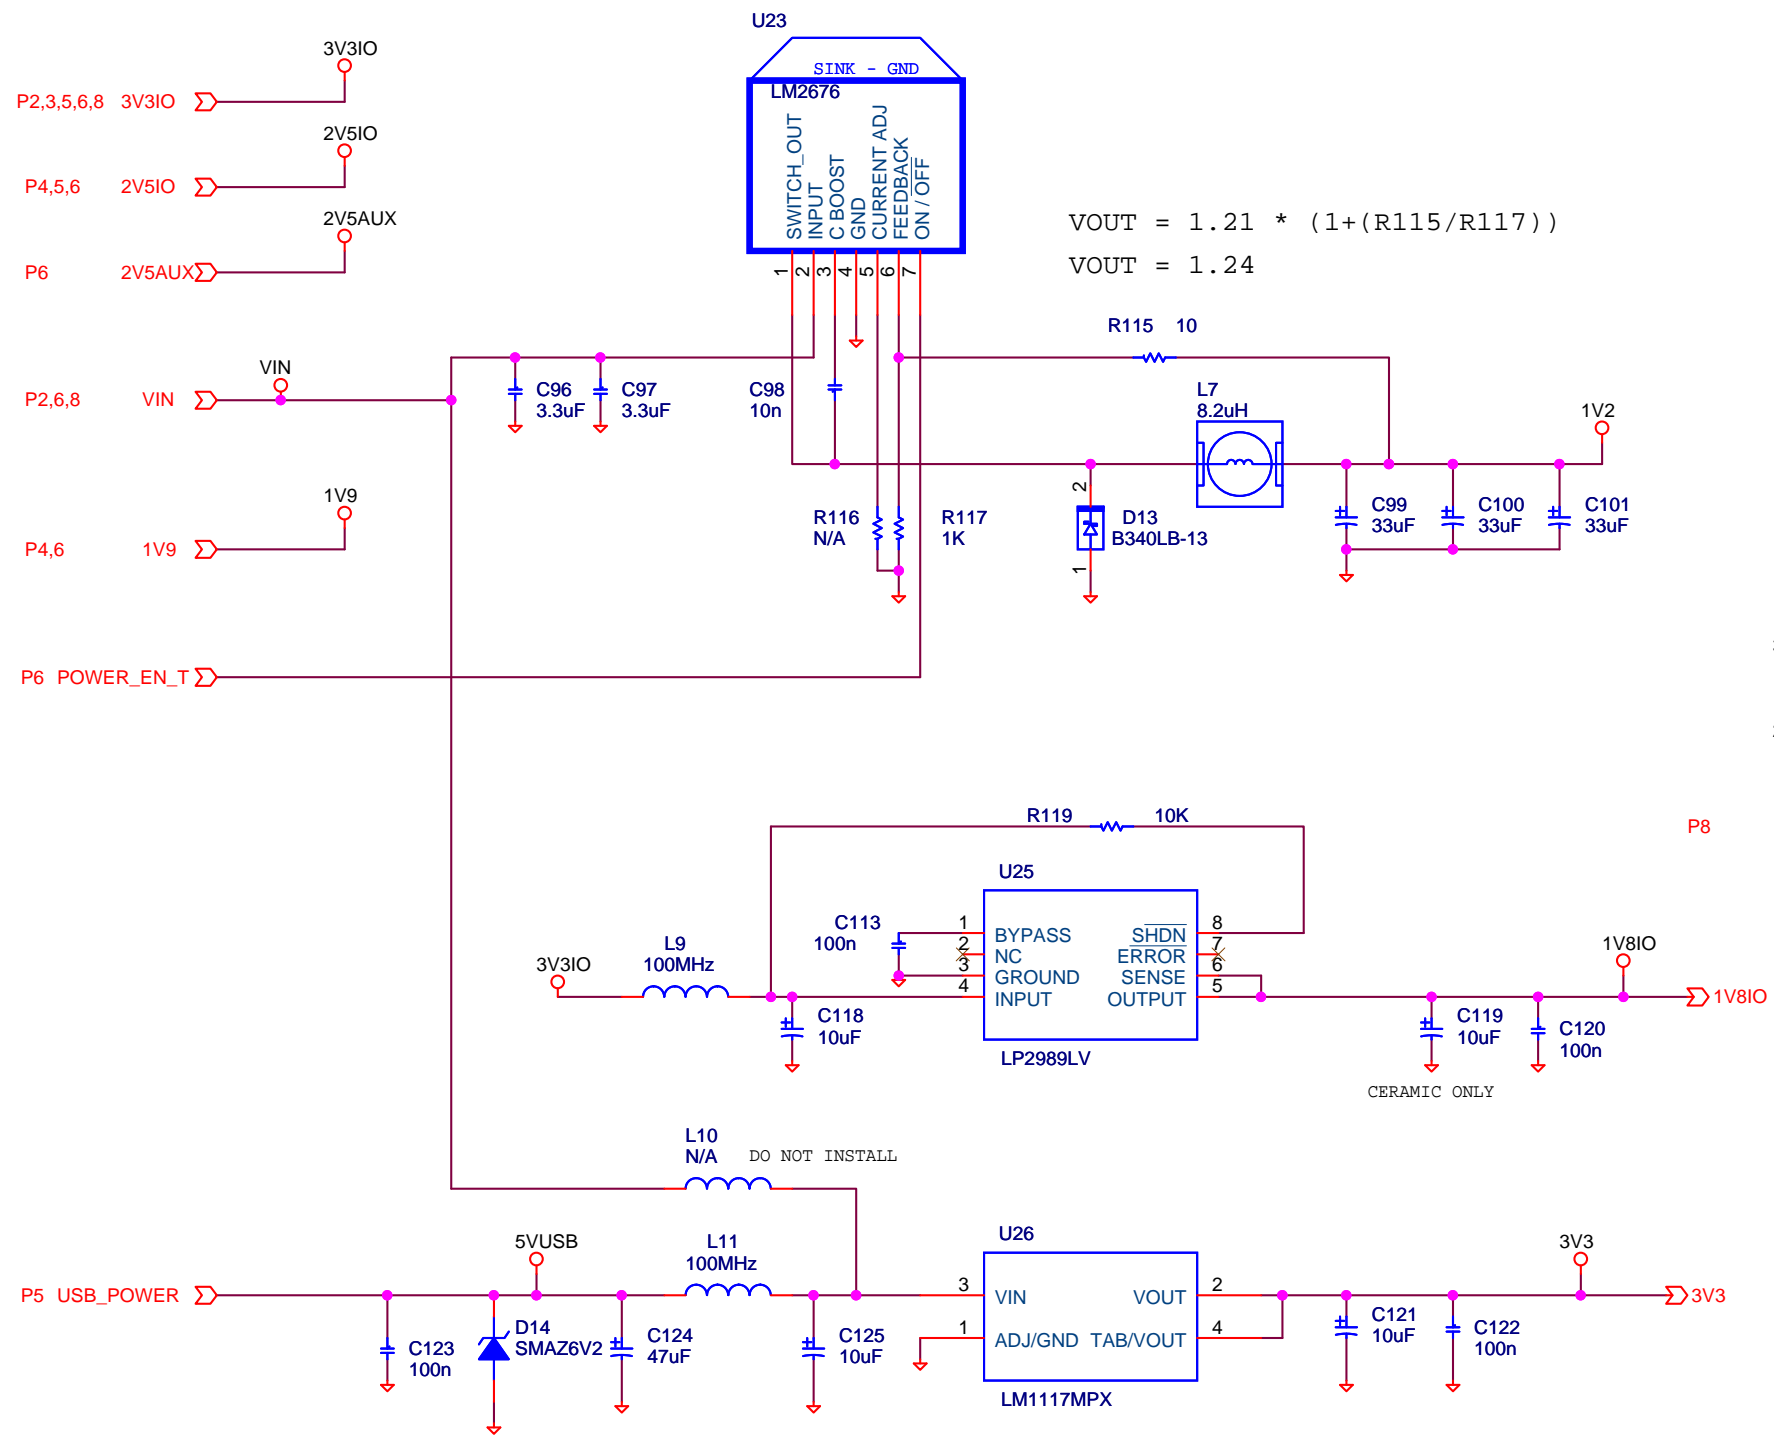 U23
SINK - GND
LM2676
SWITCH_OUT
INPUT
C BOOST
GND
CURRENT ADJ
FEEDBACK
ON / OFF
1
2
3
4
5
6
7
3V3IO
P2,3,5,6,8 3V3IO
2V5IO
P4,5,6 2V5IO
2V5AUX
P6 2V5AUX
VOUT = 1.21 * (1+(R115/R117))
VOUT = 1.24
R115 10
VIN
P2,6,8 VIN
C96
3.3uF
C97
3.3uF
C98
10n
L7
8.2uH
1V2
1V9
P4,6 1V9
R116
N/A
R117
1K
2
D13
B340LB-13
1
C99
33uF
C100
33uF
C101
33uF
P6 POWER_EN_T
R119 10K
P8
U25
C113
100n
1 BYPASS SHDN 8
2 NC ERROR 7
3 GROUND SENSE 6
4 INPUT OUTPUT 5
LP2989LV
3V3IO
L9
100MHz
C118
10uF
1V8IO
1V8IO
C119
10uF
C120
100n
CERAMIC ONLY
L10
N/A DO NOT INSTALL
5VUSB
L11
100MHz
U26
3V3
P5 USB_POWER
3 VIN VOUT 2
3V3
1 ADJ/GND TAB/VOUT 4
LM1117MPX
C123
100n
D14
SMAZ6V2
C124
47uF
C125
10uF
C121
10uF
C122
100n